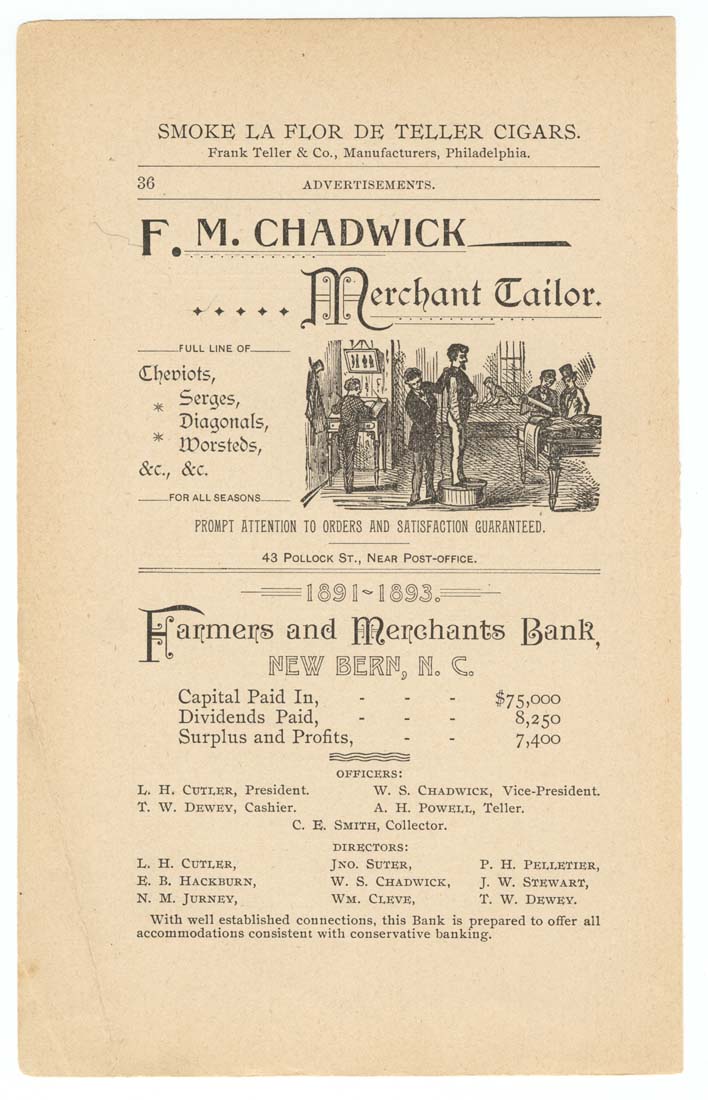 SMOKE LA FLOR DE TELLER CIGARS.
Frank Teller & Co., Manufacturers, Philadelphia.
36 ADVERTISEMENTS.
F. M. CHADWICK
Merchant Tailor.
FULL LINE OF
Cheviots,
Serges,
Diagonals,
Worsteds,
&c., &c.
FOR ALL SEASONS
PROMPT ATTENTION TO ORDERS AND SATISFACTION GUARANTEED.
43 POLLOCK ST., NEAR POST-OFFICE.
1891~1893.
Farmers and Merchants Bank,
NEW BERN, N. C.
Capital Paid In, - - - $75,000
Dividends Paid, - - - 8,250
Surplus and Profits, - - 7,400
OFFICERS:
L. H. CUTLER, President. W. S. CHADWICK, Vice-President.
T. W. DEWEY, Cashier. A. H. POWELL, Teller.
C. E. SMITH, Collector.
DIRECTORS:
L. H. CUTLER, JNO. SUTER, P. H. PELLETIER,
E. B. HACKBURN, W. S. CHADWICK, J. W. STEWART,
N. M. JURNEY, WM. CLEVE, T. W. DEWEY.
With well established connections, this Bank is prepared to offer all
accommodations consistent with conservative banking.